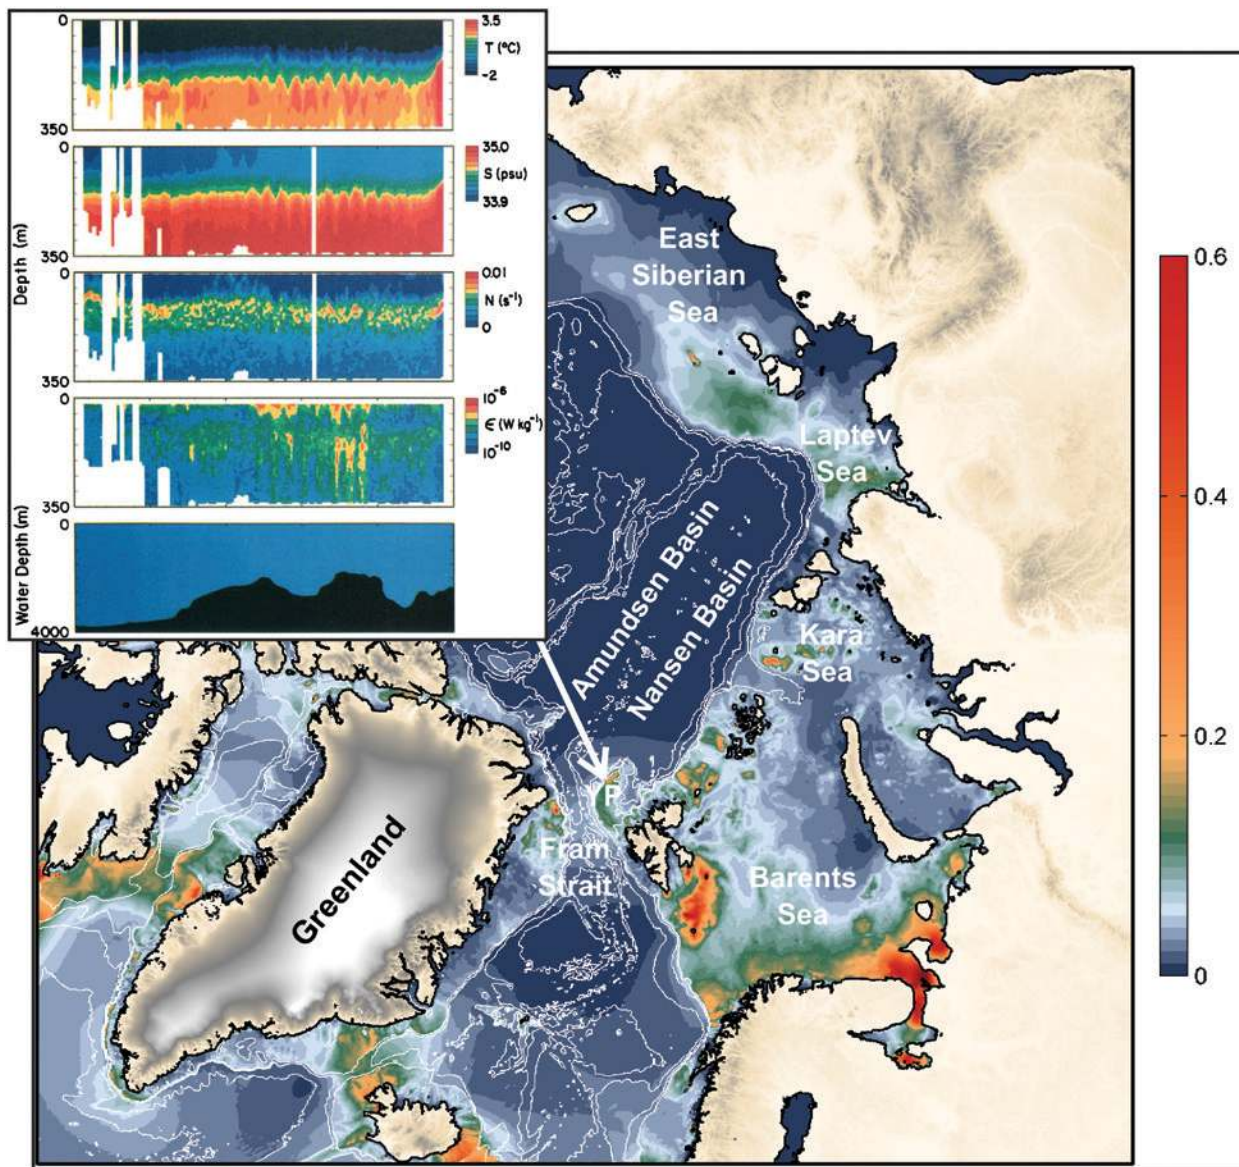 0
3.5
T (°C)
-2
350
35.0
S (psu)
33.9
350
Depth (m)
0
0.01
N (s⁻¹)
0
350
0
10⁻⁶
ϵ (W kg⁻¹)
10⁻¹⁰
350
Water Depth (m)
0
4000
East
Siberian
Sea
Laptev
Sea
Amundsen Basin
Nansen Basin
Kara
Sea
P
Fram
Strait
Barents
Sea
Greenland
0.6
0.4
0.2
0